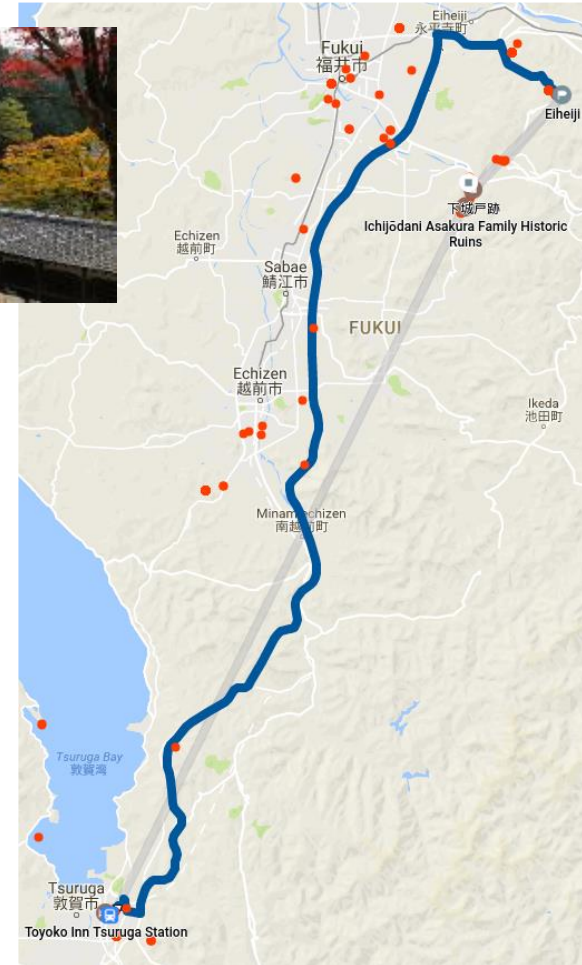 Eiheiji
永平寺町
Fukui
福井市
Eiheiji
下城戸跡
Ichijōdani Asakura Family Historic
Ruins
Echizen
越前町
Sabae
鯖江市
FUKUI
Echizen
越前市
Ikeda
池田町
Minamiechizen
南越前町
Tsuruga Bay
敦賀湾
Tsuruga
敦賀市
Toyoko Inn Tsuruga Station